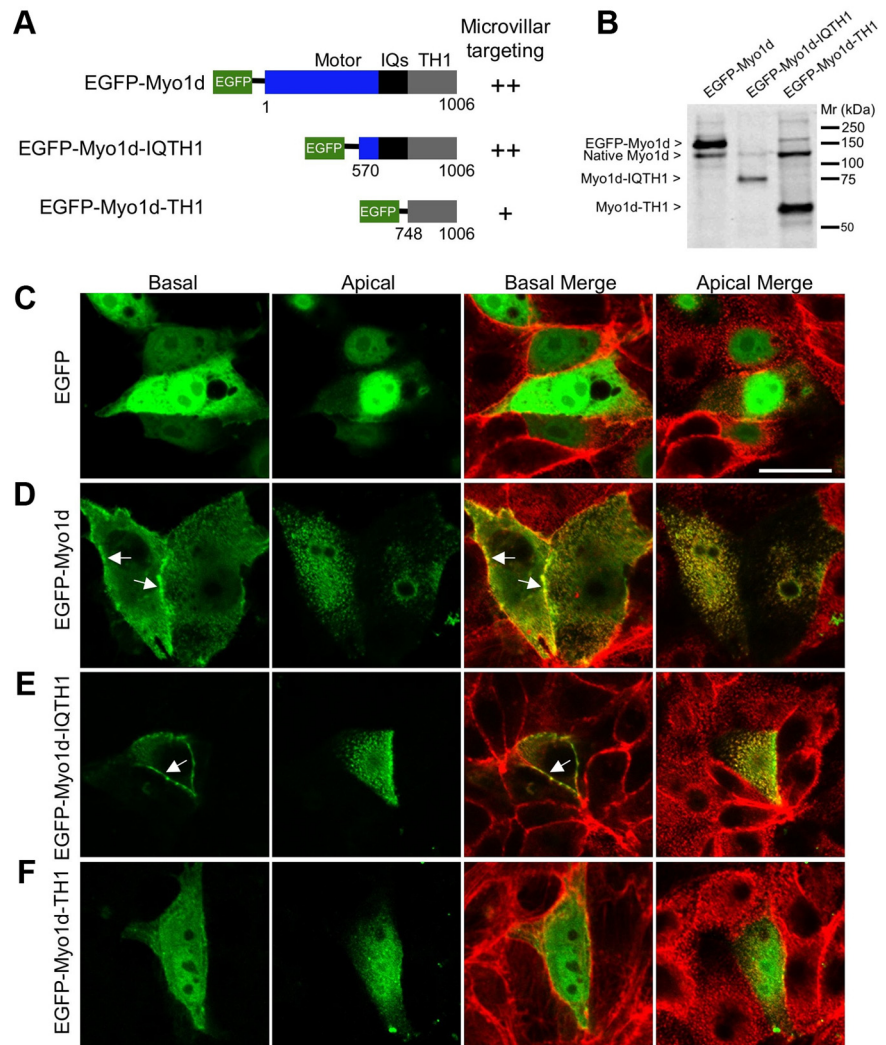 A
Microvillar
targeting
Motor IQs TH1
EGFP-Myo1d EGFP ++
1 1006
EGFP-Myo1d-IQTH1 EGFP ++
570 1006
EGFP-Myo1d-TH1 EGFP +
748 1006
B
EGFP-Myo1d
EGFP-Myo1d-IQTH1
EGFP-Myo1d-TH1
Mr (kDa)
250
EGFP-Myo1d > 150
Native Myo1d > 100
Myo1d-IQTH1 > 75
Myo1d-TH1 >
50
Basal Apical Basal Merge Apical Merge
C
EGFP
D
EGFP-Myo1d
E
EGFP-Myo1d-IQTH1
F
EGFP-Myo1d-TH1